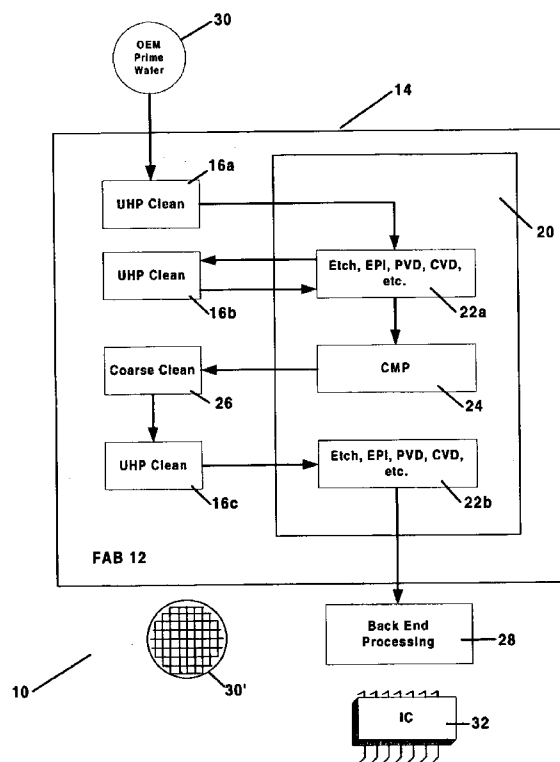 30
OEM
Prime
Wafer
14
16a
UHP Clean
20
UHP Clean
16b
Etch, EPI, PVD, CVD,
etc.
22a
Coarse Clean
26
CMP
24
UHP Clean
16c
Etch, EPI, PVD, CVD,
etc.
22b
FAB 12
Back End
Processing
28
10
30'
IC
32